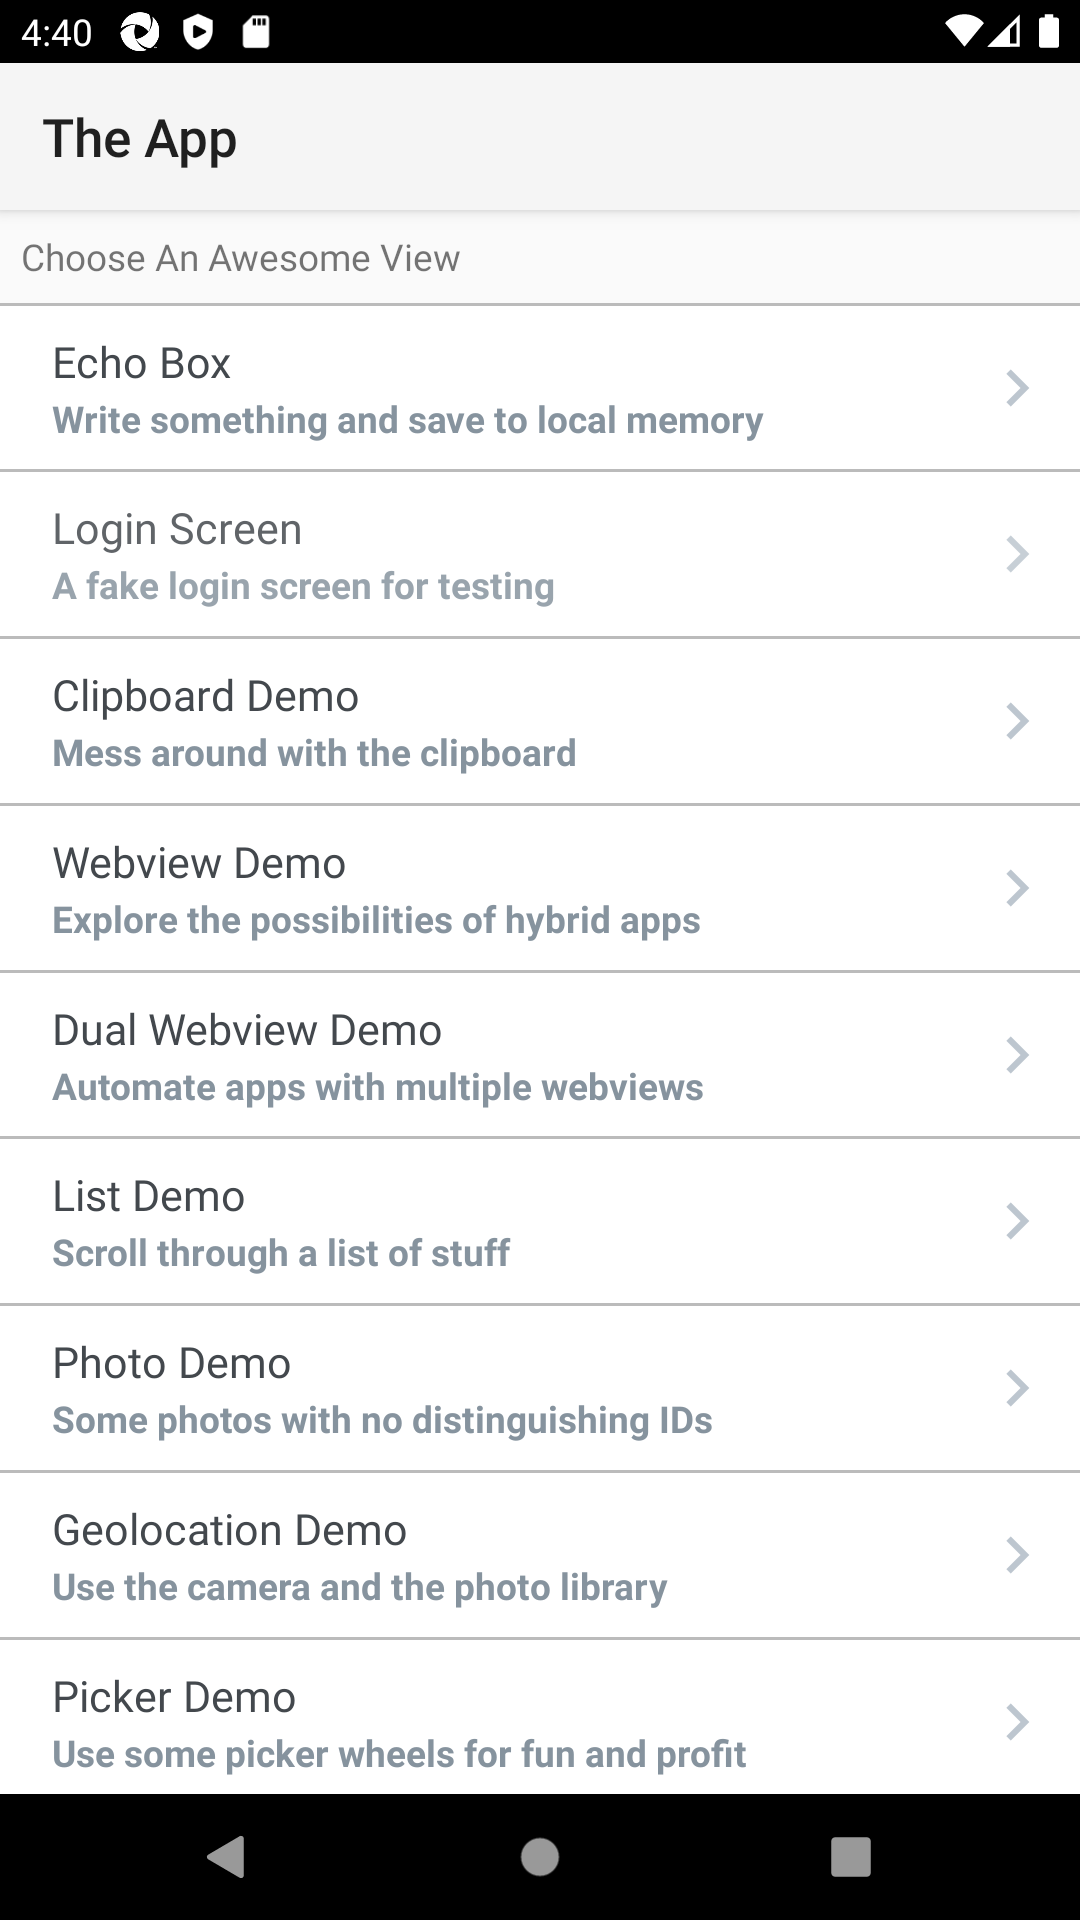 4:40
The App
Choose An Awesome View
Echo Box
Write something and save to local memory
Login Screen
A fake login screen for testing
Clipboard Demo
Mess around with the clipboard
Webview Demo
Explore the possibilities of hybrid apps
Dual Webview Demo
Automate apps with multiple webviews
List Demo
Scroll through a list of stuff
Photo Demo
Some photos with no distinguishing IDs
Geolocation Demo
Use the camera and the photo library
Picker Demo
Use some picker wheels for fun and profit